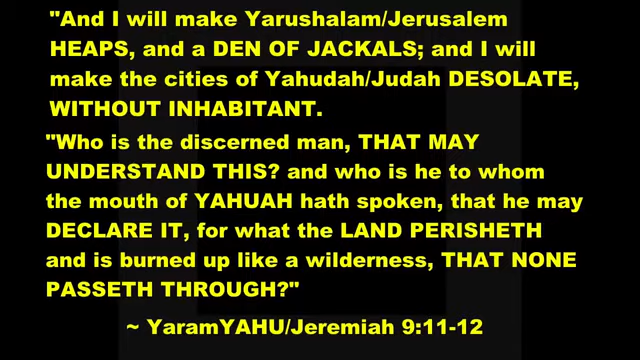 "And I will make Yarushalam/Jerusalem
HEAPS, and a DEN OF JACKALS; and I will
make the cities of Yahudah/Judah DESOLATE,
WITHOUT INHABITANT.
"Who is the discerned man, THAT MAY
UNDERSTAND THIS? and who is he to whom
the mouth of YAHUAH hath spoken, that he may
DECLARE IT, for what the LAND PERISHETH
and is burned up like a wilderness, THAT NONE
PASSETH THROUGH?"
~ YaramYAHU/Jeremiah 9:11-12